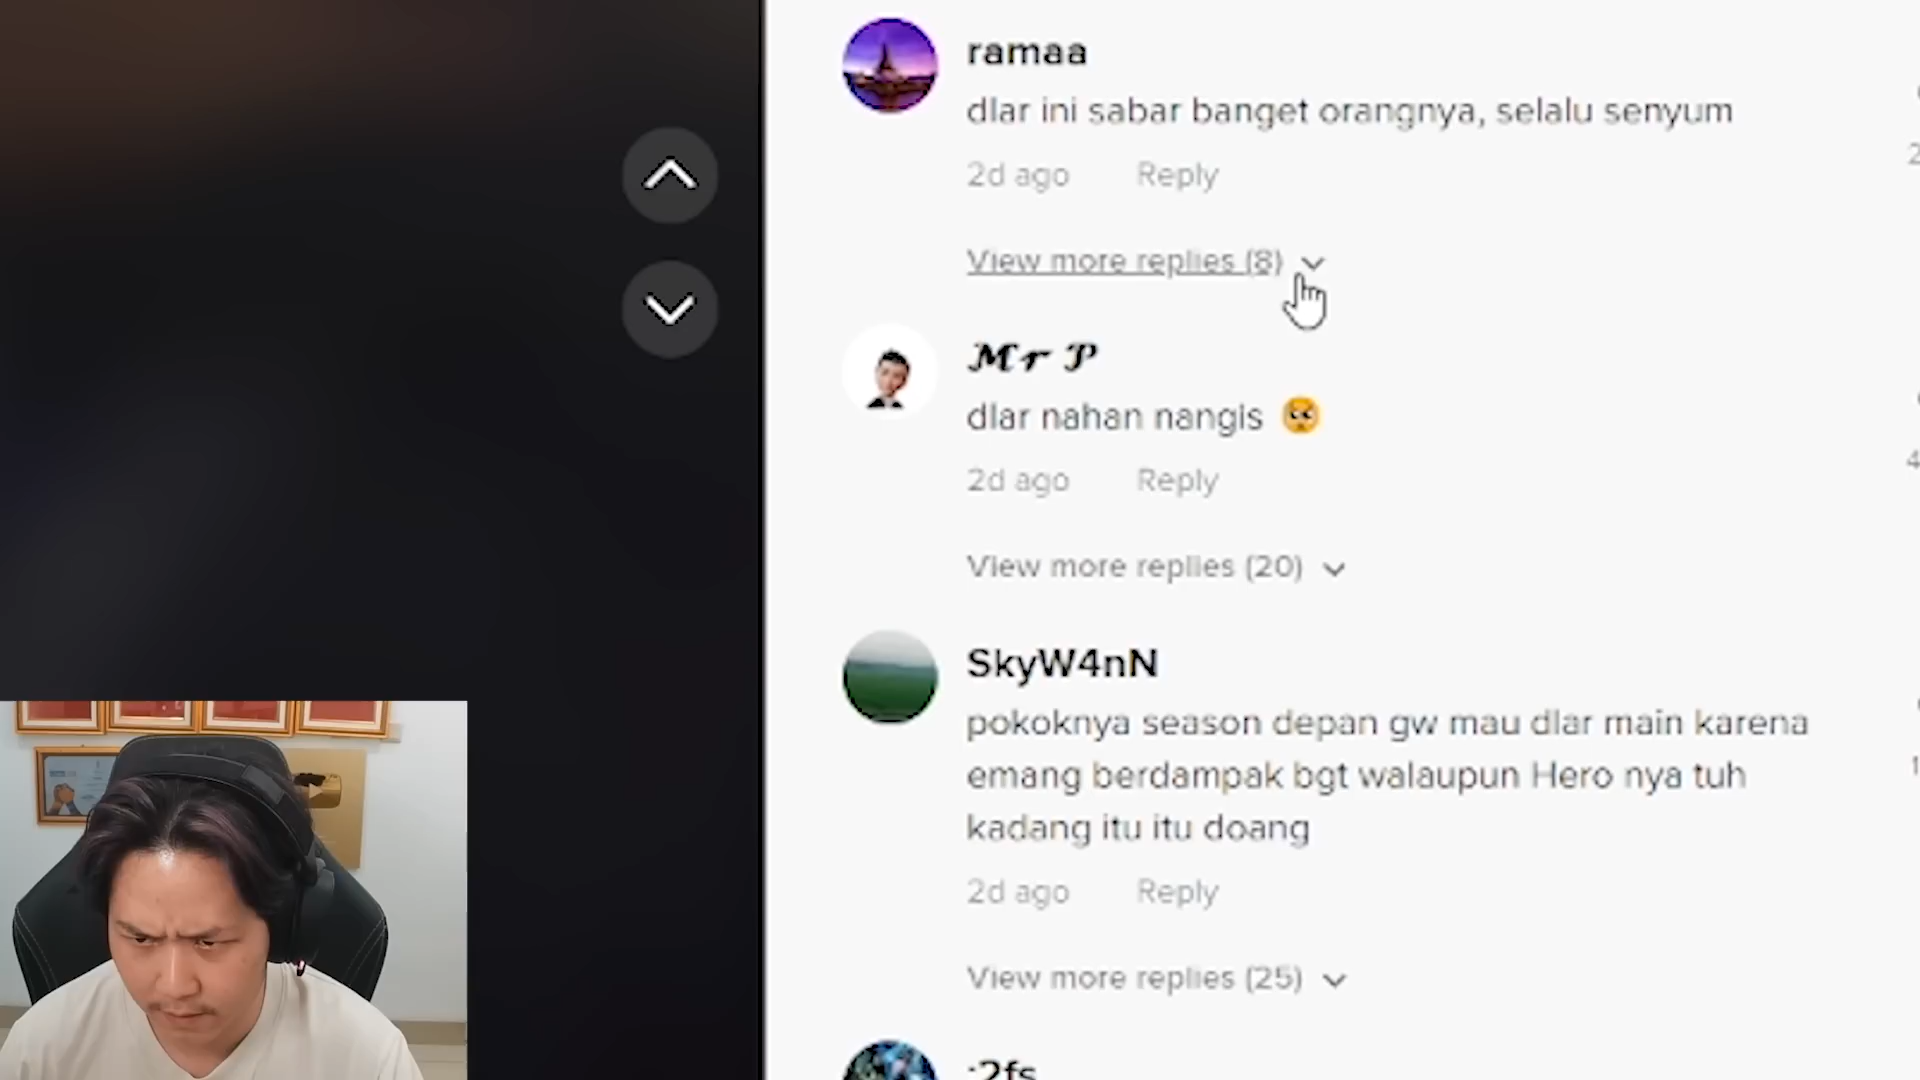 ramaa
dlar ini sabar banget orangnya, selalu senyum
2d ago Reply
View more replies (8)
Mr P
dlar nahan nangis 🥺
2d ago Reply
View more replies (20)
SkyW4nN
pokoknya season depan gw mau dlar main karena
emang berdampak bgt walaupun Hero nya tuh
kadang itu itu doang
2d ago Reply
View more replies (25)